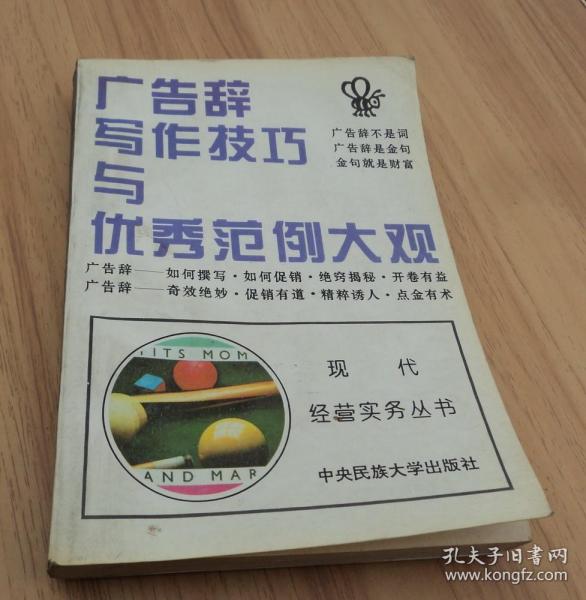 广告辞
写作技巧
与
优秀范例大观
广告辞不是词
广告辞是金句
金句就是财富
广告辞——如何撰写·如何促销·绝窍揭秘·开卷有益
广告辞——奇效绝妙·促销有道·精粹诱人·点金有术
ITS MOM
AND MAR
现代
经营实务丛书
中央民族大学出版社
孔夫子旧书网
www.kongfz.com